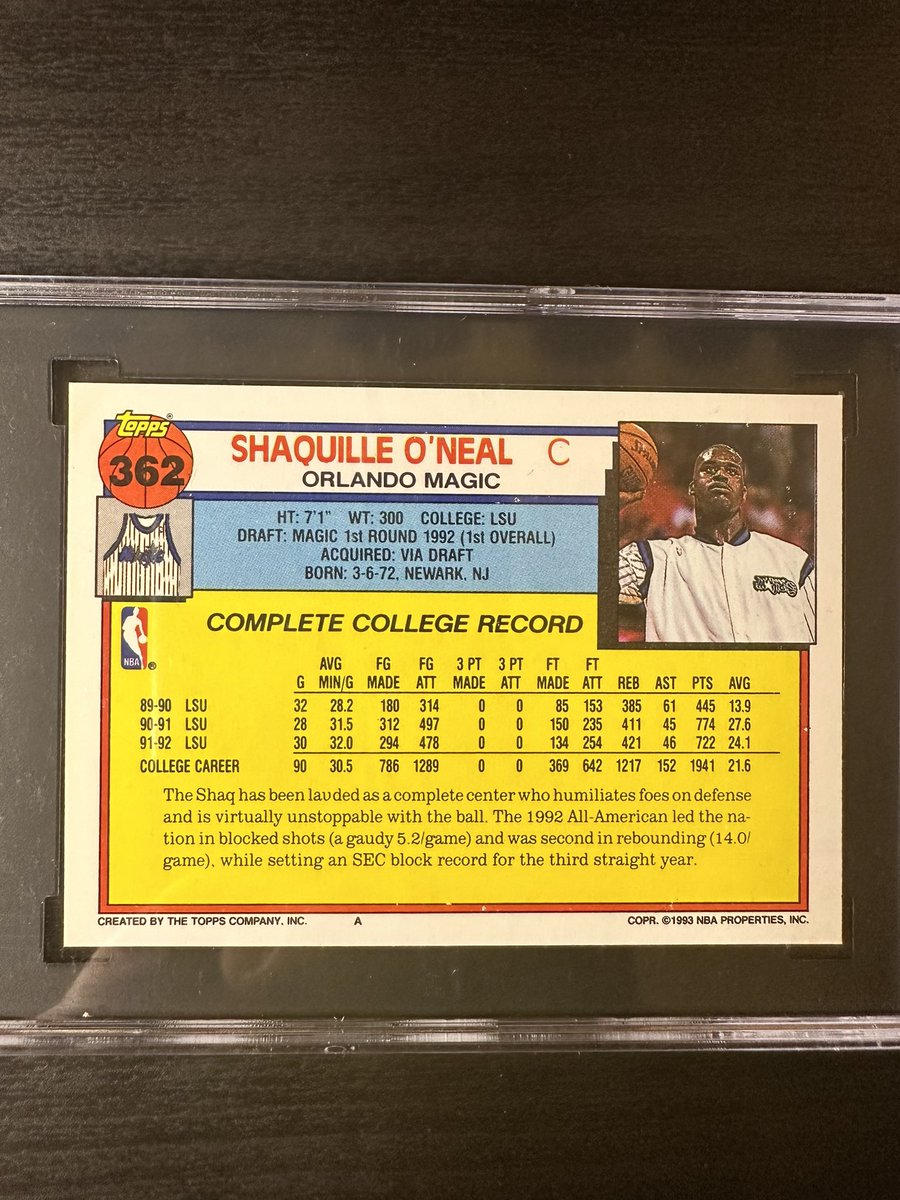 TOPPS®
362
SHAQUILLE O'NEAL C
ORLANDO MAGIC
HT: 7'1" WT: 300 COLLEGE: LSU
DRAFT: MAGIC 1st ROUND 1992 (1st OVERALL)
ACQUIRED: VIA DRAFT
BORN: 3-6-72, NEWARK, NJ
Magic
NBA ®
COMPLETE COLLEGE RECORD
G AVG MIN/G FG MADE FG ATT 3 PT MADE 3 PT ATT FT MADE FT ATT REB AST PTS AVG
89-90 LSU 32 28.2 180 314 0 0 85 153 385 61 445 13.9
90-91 LSU 28 31.5 312 497 0 0 150 235 411 45 774 27.6
91-92 LSU 30 32.0 294 478 0 0 134 254 421 46 722 24.1
COLLEGE CAREER 90 30.5 786 1289 0 0 369 642 1217 152 1941 21.6
The Shaq has been lauded as a complete center who humiliates foes on defense
and is virtually unstoppable with the ball. The 1992 All-American led the na-
tion in blocked shots (a gaudy 5.2/game) and was second in rebounding (14.0/
game), while setting an SEC block record for the third straight year.
CREATED BY THE TOPPS COMPANY, INC. A COPR. ©1993 NBA PROPERTIES, INC.